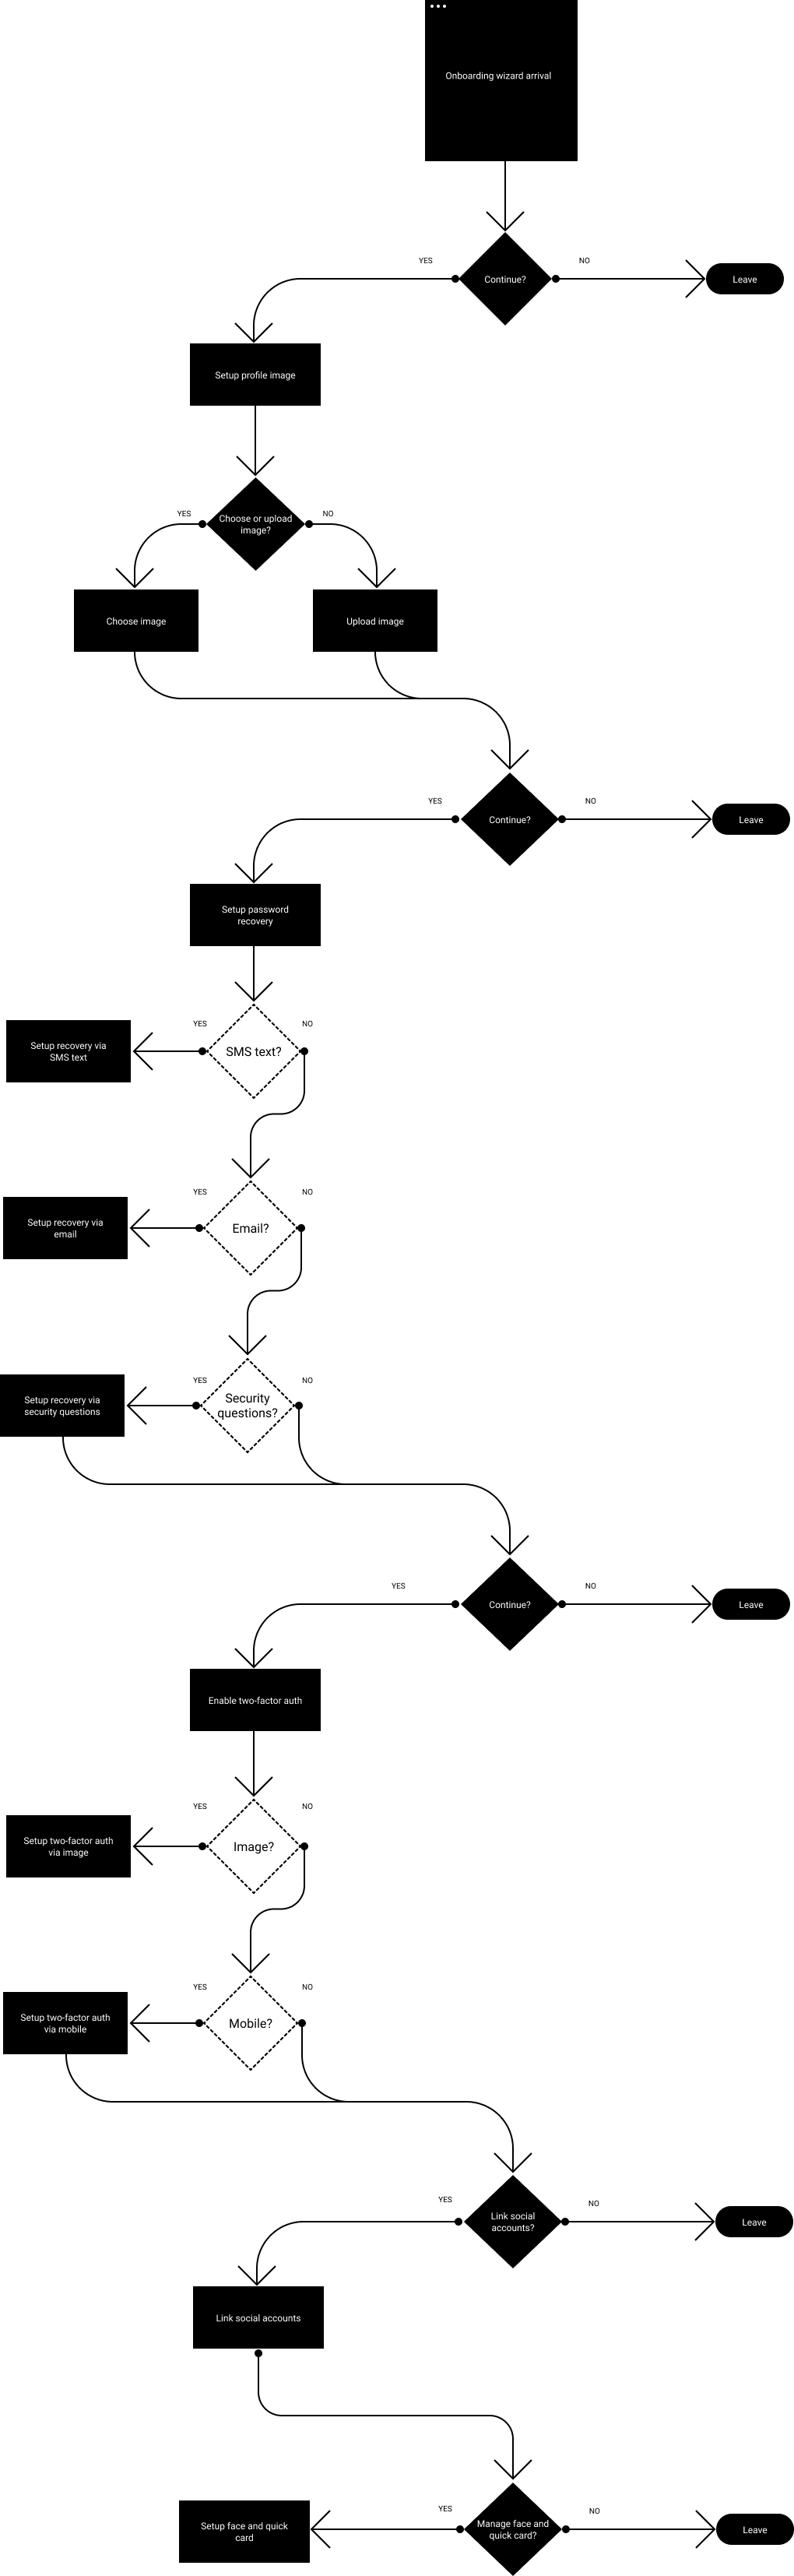 Onboarding wizard arrival
YES
NO
Continue?
Leave
Setup profile image
YES
NO
Choose or upload
image?
Choose image
Upload image
YES
NO
Continue?
Leave
Setup password
recovery
YES
NO
Setup recovery via
SMS text
SMS text?
YES
NO
Setup recovery via
email
Email?
YES
NO
Setup recovery via
security questions
Security
questions?
YES
NO
Continue?
Leave
Enable two-factor auth
YES
NO
Setup two-factor auth
via image
Image?
YES
NO
Setup two-factor auth
via mobile
Mobile?
YES
NO
Link social
accounts?
Leave
Link social accounts
YES
NO
Setup face and quick
card
Manage face and
quick card?
Leave